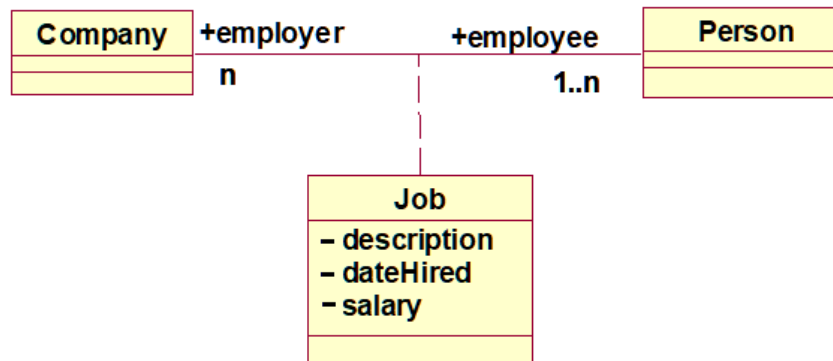 Company
+employer
+employee
Person
n
1..n
Job
– description
– dateHired
– salary